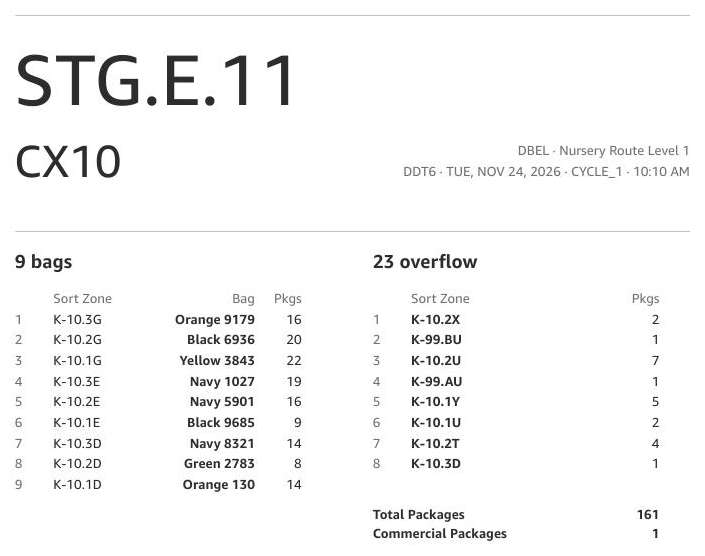 STG.E.11
CX10
DBEL · Nursery Route Level 1
DDT6 · TUE, NOV 24, 2026 · CYCLE_1 · 10:10 AM
9 bags
Sort Zone Bag Pkgs
1 K-10.3G Orange 9179 16
2 K-10.2G Black 6936 20
3 K-10.1G Yellow 3843 22
4 K-10.3E Navy 1027 19
5 K-10.2E Navy 5901 16
6 K-10.1E Black 9685 9
7 K-10.3D Navy 8321 14
8 K-10.2D Green 2783 8
9 K-10.1D Orange 130 14
23 overflow
Sort Zone Pkgs
1 K-10.2X 2
2 K-99.BU 1
3 K-10.2U 7
4 K-99.AU 1
5 K-10.1Y 5
6 K-10.1U 2
7 K-10.2T 4
8 K-10.3D 1
Total Packages 161
Commercial Packages 1